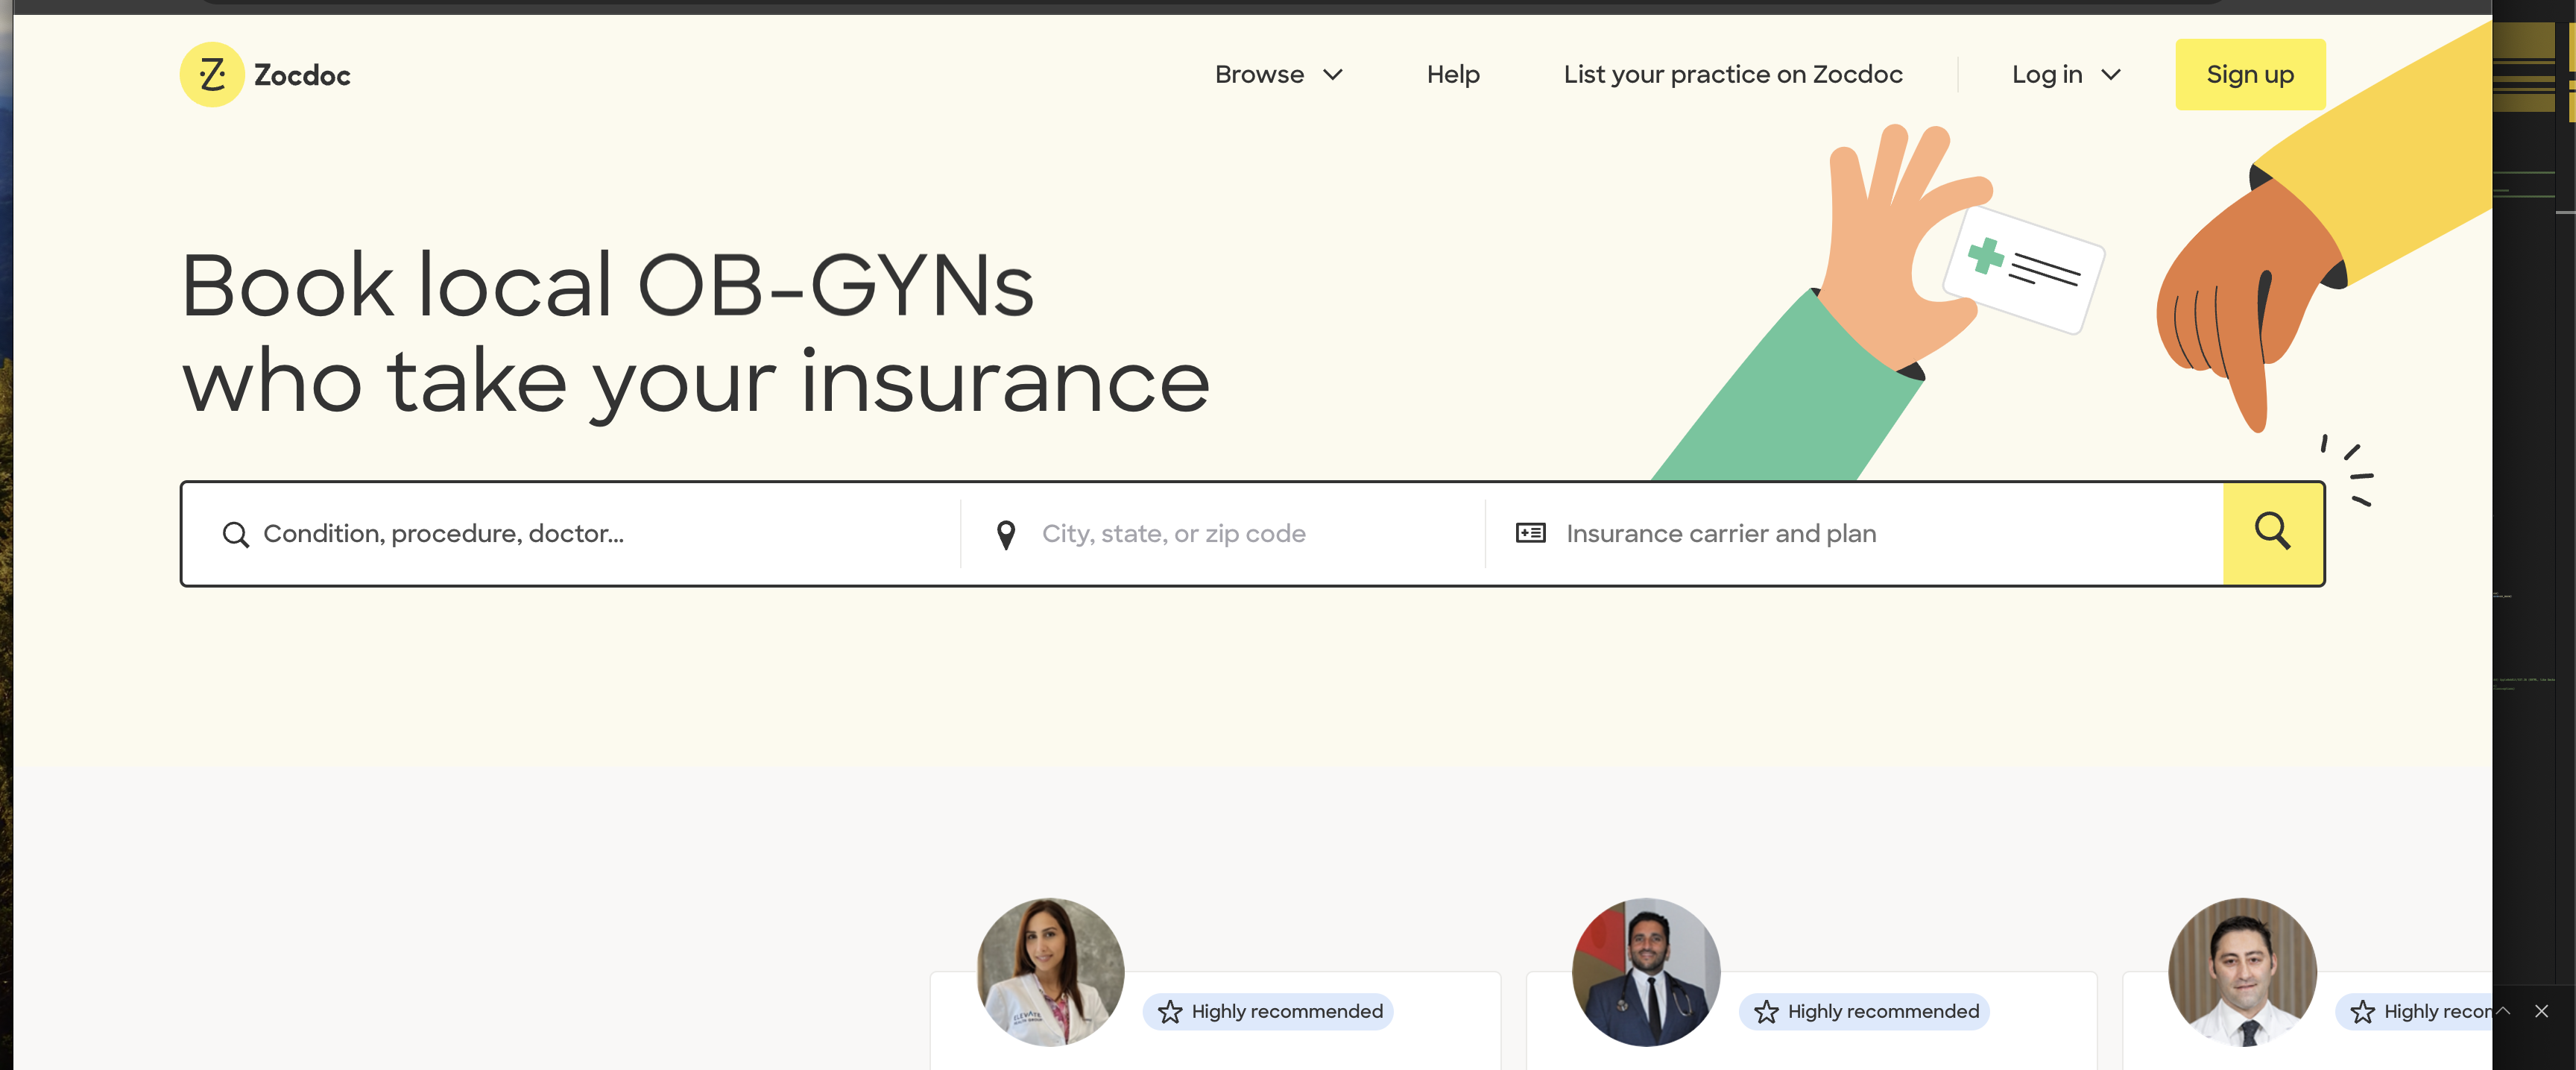 Zocdoc
Browse
Help
List your practice on Zocdoc
Log in
Sign up
Book local OB-GYNs
who take your insurance
Condition, procedure, doctor...
City, state, or zip code
Insurance carrier and plan
Highly recommended
Highly recommended
Highly recor